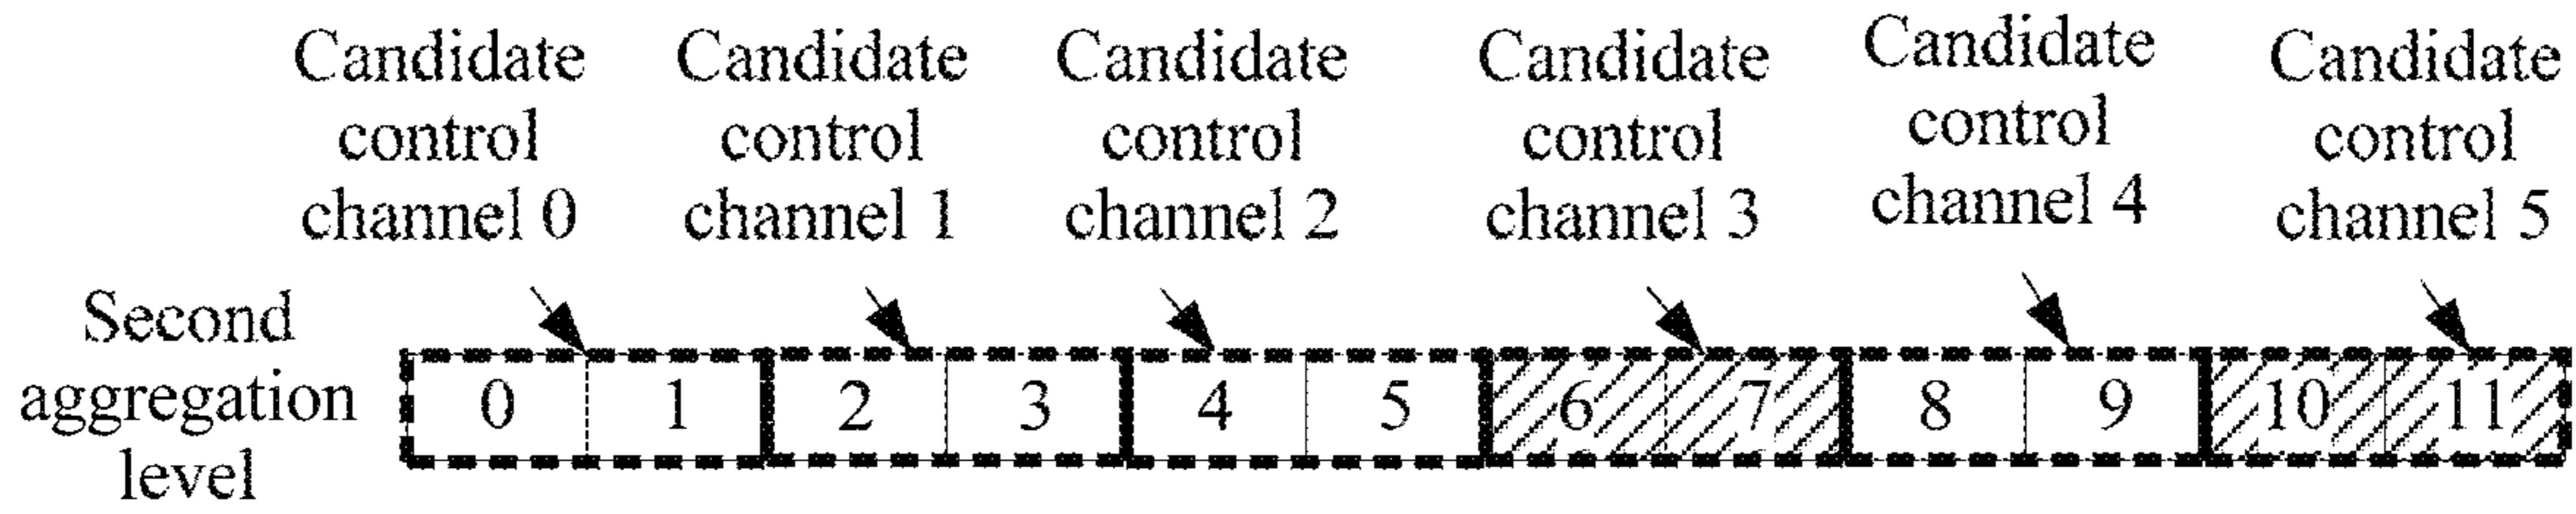 Candidate control channel 0
Candidate control channel 1
Candidate control channel 2
Candidate control channel 3
Candidate control channel 4
Candidate control channel 5
Second aggregation level
0 1 2 3 4 5 6 7 8 9 10 11